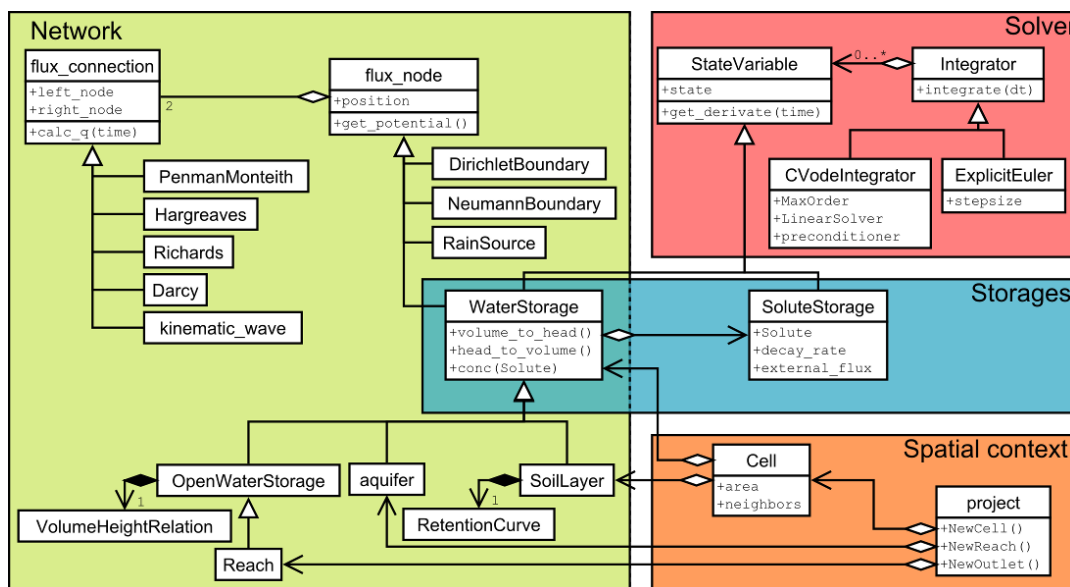 Network
flux_connection
+left_node
+right_node
+calc_q(time)
2
flux_node
+position
+get_potential()
PenmanMonteith
Hargreaves
Richards
Darcy
kinematic_wave
DirichletBoundary
NeumannBoundary
RainSource
Solver
StateVariable
+state
+get_derivate(time)
0..*
Integrator
+integrate(dt)
CVodeIntegrator
+MaxOrder
+LinearSolver
+preconditioner
ExplicitEuler
+stepsize
Storages
WaterStorage
+volume_to_head()
+head_to_volume()
+conc(Solute)
SoluteStorage
+Solute
+decay_rate
+external_flux
OpenWaterStorage
1
VolumeHeightRelation
Reach
aquifer
SoilLayer
1
RetentionCurve
Spatial context
Cell
+area
+neighbors
project
+NewCell()
+NewReach()
+NewOutlet()